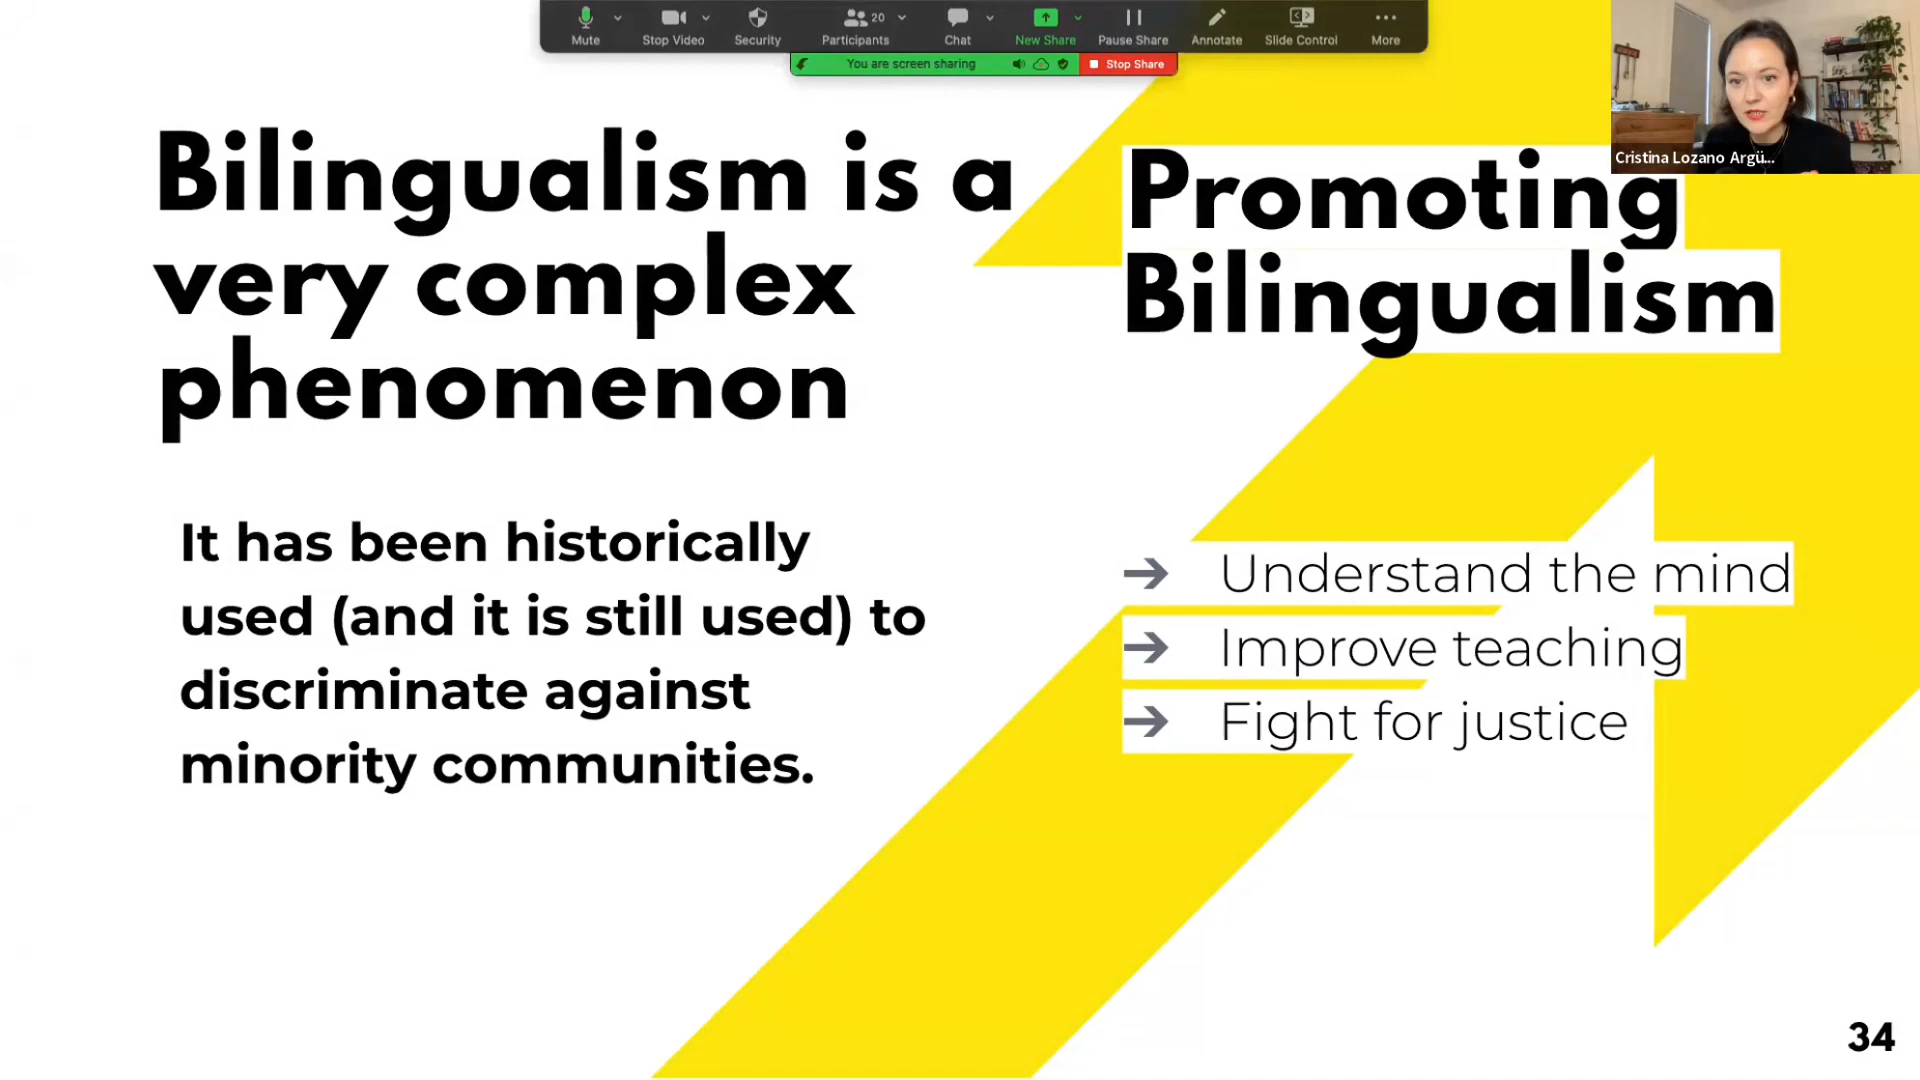 Mute
Stop Video
Security
Participants
20
Chat
New Share
Pause Share
Annotate
Slide Control
More
You are screen sharing
Stop Share
Cristina Lozano Argü...
Bilingualism is a
very complex
phenomenon
It has been historically
used (and it is still used) to
discriminate against
minority communities.
Promoting
Bilingualism
➔ Understand the mind
➔ Improve teaching
➔ Fight for justice
34